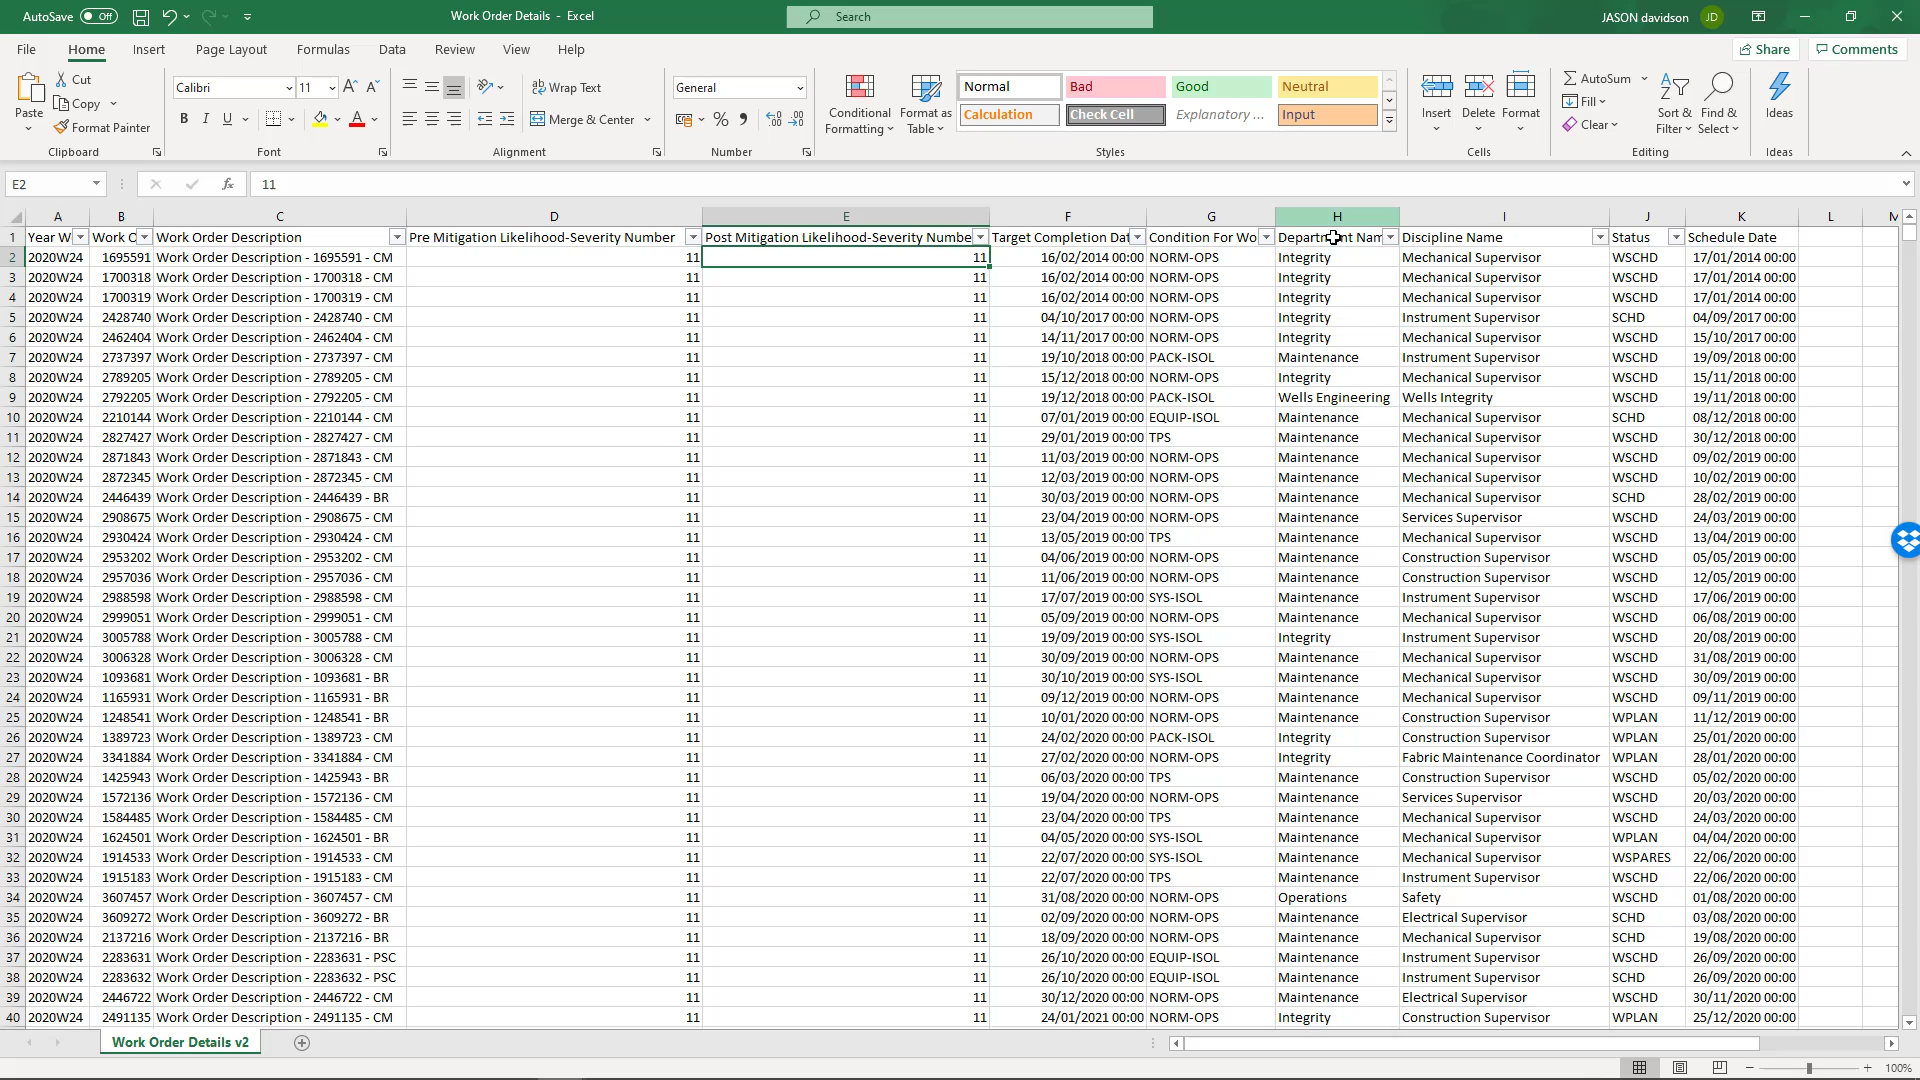 AutoSave Off Work Order Details - Excel Search JASON davidson JD
File Home Insert Page Layout Formulas Data Review View Help Share Comments
Paste Cut Copy Format Painter Calibri 11 B I U A Wrap Text Merge & Center General % Conditional Formatting Format as Table Normal Bad Good Neutral Calculation Check Cell Explanatory ... Input Insert Delete Format AutoSum Fill Clear Sort & Filter Find & Select Ideas
Clipboard Font Alignment Number Styles Cells Editing Ideas
E2 fx 11
A B C D E F G H I J K L M
1 Year W Work O Work Order Description Pre Mitigation Likelihood-Severity Number Post Mitigation Likelihood-Severity Numbe Target Completion Dat Condition For Wo Department Nam Discipline Name Status Schedule Date
2 2020W24 1695591 Work Order Description - 1695591 - CM 11 11 16/02/2014 00:00 NORM-OPS Integrity Mechanical Supervisor WSCHD 17/01/2014 00:00
3 2020W24 1700318 Work Order Description - 1700318 - CM 11 11 16/02/2014 00:00 NORM-OPS Integrity Mechanical Supervisor WSCHD 17/01/2014 00:00
4 2020W24 1700319 Work Order Description - 1700319 - CM 11 11 16/02/2014 00:00 NORM-OPS Integrity Mechanical Supervisor WSCHD 17/01/2014 00:00
5 2020W24 2428740 Work Order Description - 2428740 - CM 11 11 04/10/2017 00:00 NORM-OPS Integrity Instrument Supervisor SCHD 04/09/2017 00:00
6 2020W24 2462404 Work Order Description - 2462404 - CM 11 11 14/11/2017 00:00 NORM-OPS Integrity Mechanical Supervisor WSCHD 15/10/2017 00:00
7 2020W24 2737397 Work Order Description - 2737397 - CM 11 11 19/10/2018 00:00 PACK-ISOL Maintenance Instrument Supervisor WSCHD 19/09/2018 00:00
8 2020W24 2789205 Work Order Description - 2789205 - CM 11 11 15/12/2018 00:00 NORM-OPS Integrity Mechanical Supervisor WSCHD 15/11/2018 00:00
9 2020W24 2792205 Work Order Description - 2792205 - CM 11 11 19/12/2018 00:00 PACK-ISOL Wells Engineering Wells Integrity WSCHD 19/11/2018 00:00
10 2020W24 2210144 Work Order Description - 2210144 - CM 11 11 07/01/2019 00:00 EQUIP-ISOL Maintenance Mechanical Supervisor SCHD 08/12/2018 00:00
11 2020W24 2827427 Work Order Description - 2827427 - CM 11 11 29/01/2019 00:00 TPS Maintenance Mechanical Supervisor WSCHD 30/12/2018 00:00
12 2020W24 2871843 Work Order Description - 2871843 - CM 11 11 11/03/2019 00:00 NORM-OPS Maintenance Mechanical Supervisor WSCHD 09/02/2019 00:00
13 2020W24 2872345 Work Order Description - 2872345 - CM 11 11 12/03/2019 00:00 NORM-OPS Maintenance Mechanical Supervisor WSCHD 10/02/2019 00:00
14 2020W24 2446439 Work Order Description - 2446439 - BR 11 11 30/03/2019 00:00 NORM-OPS Maintenance Mechanical Supervisor SCHD 28/02/2019 00:00
15 2020W24 2908675 Work Order Description - 2908675 - CM 11 11 23/04/2019 00:00 NORM-OPS Maintenance Services Supervisor WSCHD 24/03/2019 00:00
16 2020W24 2930424 Work Order Description - 2930424 - CM 11 11 13/05/2019 00:00 TPS Maintenance Mechanical Supervisor WSCHD 13/04/2019 00:00
17 2020W24 2953202 Work Order Description - 2953202 - CM 11 11 04/06/2019 00:00 NORM-OPS Maintenance Construction Supervisor WSCHD 05/05/2019 00:00
18 2020W24 2957036 Work Order Description - 2957036 - CM 11 11 11/06/2019 00:00 NORM-OPS Maintenance Construction Supervisor WSCHD 12/05/2019 00:00
19 2020W24 2988598 Work Order Description - 2988598 - CM 11 11 17/07/2019 00:00 SYS-ISOL Maintenance Instrument Supervisor WSCHD 17/06/2019 00:00
20 2020W24 2999051 Work Order Description - 2999051 - CM 11 11 05/09/2019 00:00 NORM-OPS Maintenance Mechanical Supervisor WSCHD 06/08/2019 00:00
21 2020W24 3005788 Work Order Description - 3005788 - CM 11 11 19/09/2019 00:00 SYS-ISOL Integrity Instrument Supervisor WSCHD 20/08/2019 00:00
22 2020W24 3006328 Work Order Description - 3006328 - CM 11 11 30/09/2019 00:00 NORM-OPS Maintenance Mechanical Supervisor WSCHD 31/08/2019 00:00
23 2020W24 1093681 Work Order Description - 1093681 - BR 11 11 30/10/2019 00:00 SYS-ISOL Maintenance Mechanical Supervisor WSCHD 30/09/2019 00:00
24 2020W24 1165931 Work Order Description - 1165931 - BR 11 11 09/12/2019 00:00 NORM-OPS Maintenance Mechanical Supervisor WSCHD 09/11/2019 00:00
25 2020W24 1248541 Work Order Description - 1248541 - BR 11 11 10/01/2020 00:00 NORM-OPS Maintenance Construction Supervisor WPLAN 11/12/2019 00:00
26 2020W24 1389723 Work Order Description - 1389723 - CM 11 11 24/02/2020 00:00 PACK-ISOL Integrity Construction Supervisor WPLAN 25/01/2020 00:00
27 2020W24 3341884 Work Order Description - 3341884 - CM 11 11 27/02/2020 00:00 NORM-OPS Integrity Fabric Maintenance Coordinator WPLAN 28/01/2020 00:00
28 2020W24 1425943 Work Order Description - 1425943 - BR 11 11 06/03/2020 00:00 TPS Maintenance Construction Supervisor WSCHD 05/02/2020 00:00
29 2020W24 1572136 Work Order Description - 1572136 - CM 11 11 19/04/2020 00:00 NORM-OPS Maintenance Services Supervisor WSCHD 20/03/2020 00:00
30 2020W24 1584485 Work Order Description - 1584485 - CM 11 11 23/04/2020 00:00 TPS Maintenance Mechanical Supervisor WSCHD 24/03/2020 00:00
31 2020W24 1624501 Work Order Description - 1624501 - BR 11 11 04/05/2020 00:00 SYS-ISOL Maintenance Mechanical Supervisor WPLAN 04/04/2020 00:00
32 2020W24 1914533 Work Order Description - 1914533 - CM 11 11 22/07/2020 00:00 SYS-ISOL Maintenance Mechanical Supervisor WSPARES 22/06/2020 00:00
33 2020W24 1915183 Work Order Description - 1915183 - CM 11 11 22/07/2020 00:00 TPS Maintenance Instrument Supervisor WSCHD 22/06/2020 00:00
34 2020W24 3607457 Work Order Description - 3607457 - CM 11 11 31/08/2020 00:00 NORM-OPS Operations Safety WSCHD 01/08/2020 00:00
35 2020W24 3609272 Work Order Description - 3609272 - BR 11 11 02/09/2020 00:00 NORM-OPS Maintenance Electrical Supervisor SCHD 03/08/2020 00:00
36 2020W24 2137216 Work Order Description - 2137216 - BR 11 11 18/09/2020 00:00 NORM-OPS Maintenance Mechanical Supervisor SCHD 19/08/2020 00:00
37 2020W24 2283631 Work Order Description - 2283631 - PSC 11 11 26/10/2020 00:00 EQUIP-ISOL Maintenance Instrument Supervisor WSCHD 26/09/2020 00:00
38 2020W24 2283632 Work Order Description - 2283632 - PSC 11 11 26/10/2020 00:00 EQUIP-ISOL Maintenance Instrument Supervisor SCHD 26/09/2020 00:00
39 2020W24 2446722 Work Order Description - 2446722 - CM 11 11 30/12/2020 00:00 NORM-OPS Maintenance Electrical Supervisor WSCHD 30/11/2020 00:00
40 2020W24 2491135 Work Order Description - 2491135 - CM 11 11 24/01/2021 00:00 NORM-OPS Integrity Construction Supervisor WPLAN 25/12/2020 00:00
Work Order Details v2
100%